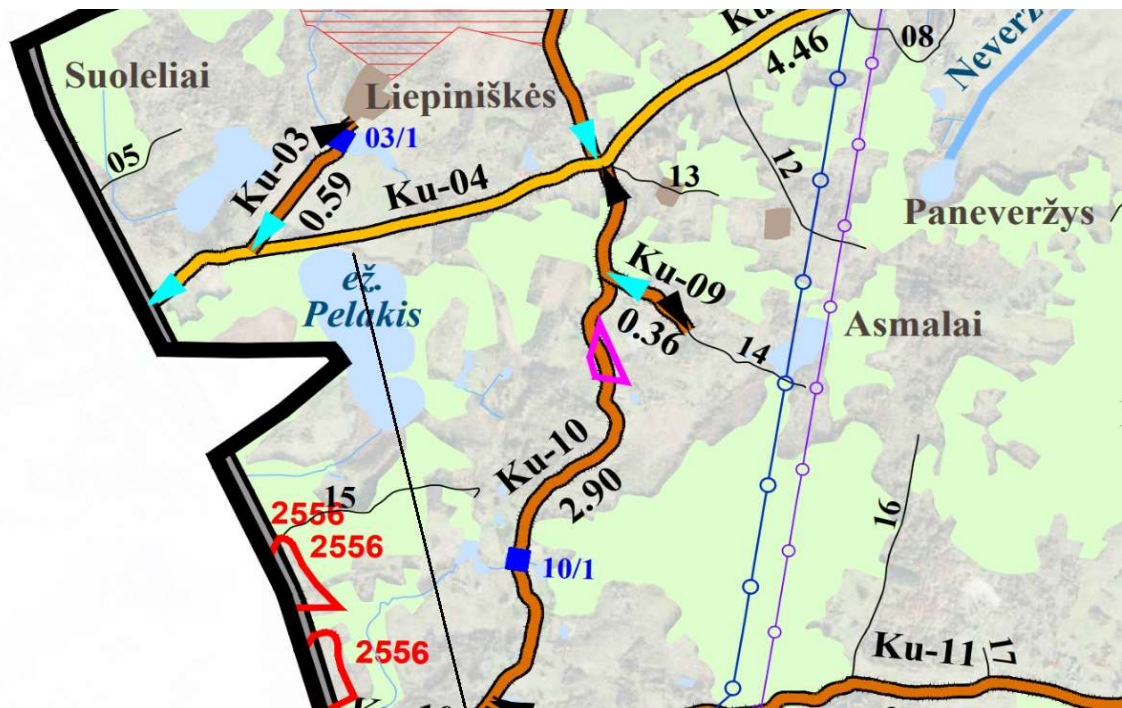 Ku-
4.46
08
Neverž
Suoleliai
Liepiniškės
03/1
05
Ku-03
0.59
Ku-04
13
12
Paneveržys
ež.
Pelakis
Ku-09
0.36
14
Asmalai
Ku-10
2.90
15
2556
2556
10/1
16
2556
Ku-11
17